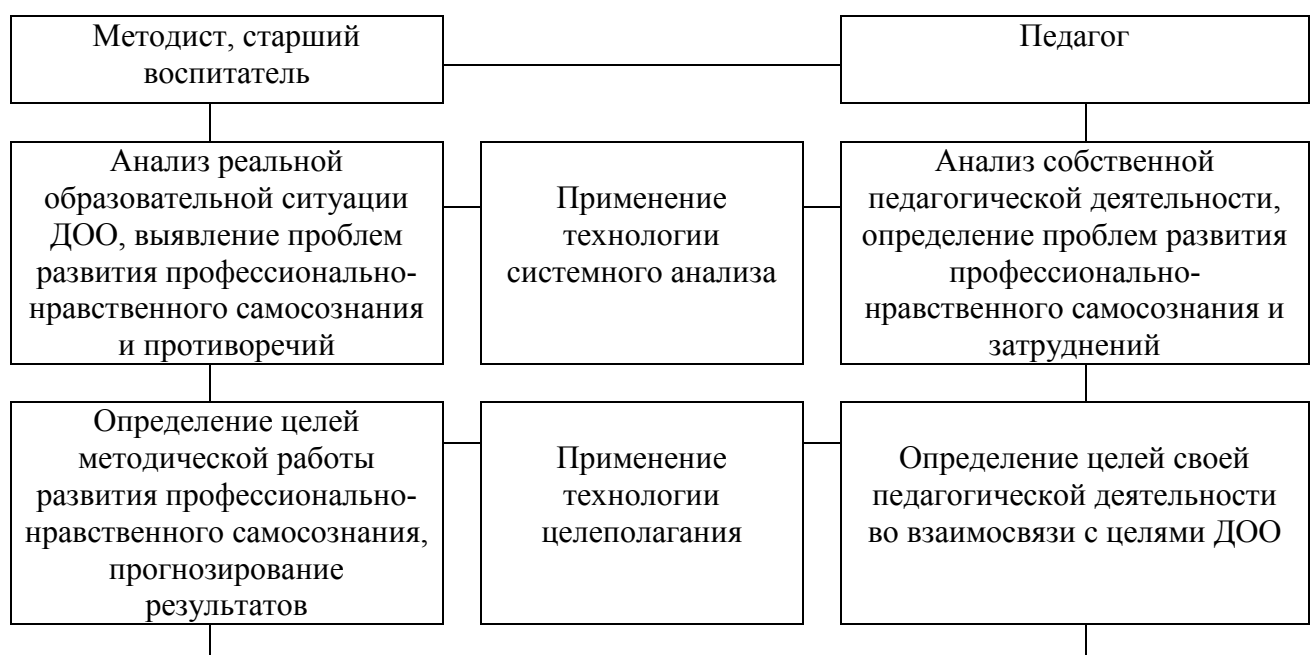 Методист, старший
воспитатель
Педагог
Анализ реальной
образовательной ситуации
ДОО, выявление проблем
развития профессионально-
нравственного самосознания
и противоречий
Применение
технологии
системного анализа
Анализ собственной
педагогической деятельности,
определение проблем развития
профессионально-
нравственного самосознания и
затруднений
Определение целей
методической работы
развития профессионально-
нравственного самосознания,
прогнозирование
результатов
Применение
технологии
целеполагания
Определение целей своей
педагогической деятельности
во взаимосвязи с целями ДОО